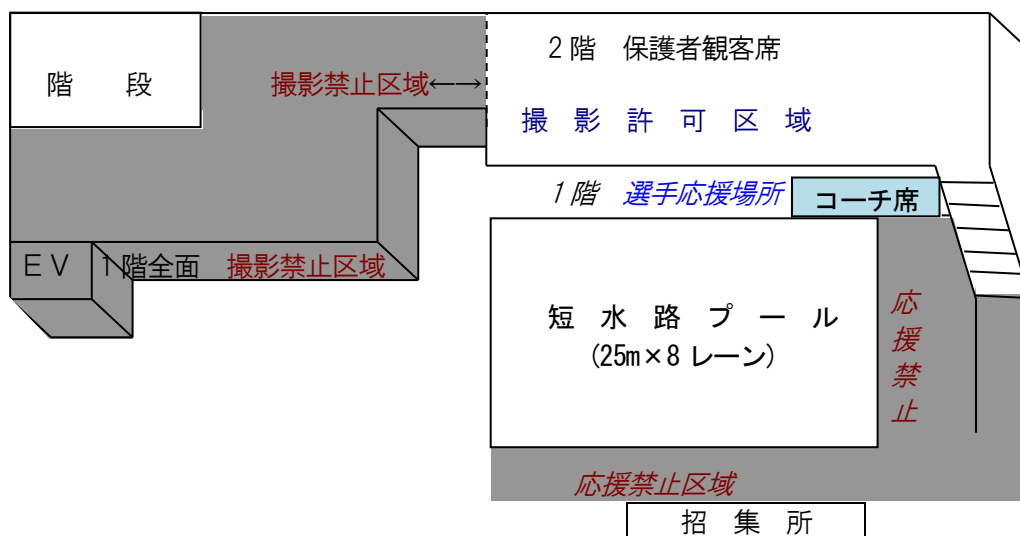 2階 保護者観客席
階 段
撮影禁止区域←→
撮 影 許 可 区 域
1階 選手応援場所
コーチ席
EV
1階全面 撮影禁止区域
短 水 路 プ ー ル
(25m×8 レーン)
応援禁止
応援禁止区域
招 集 所